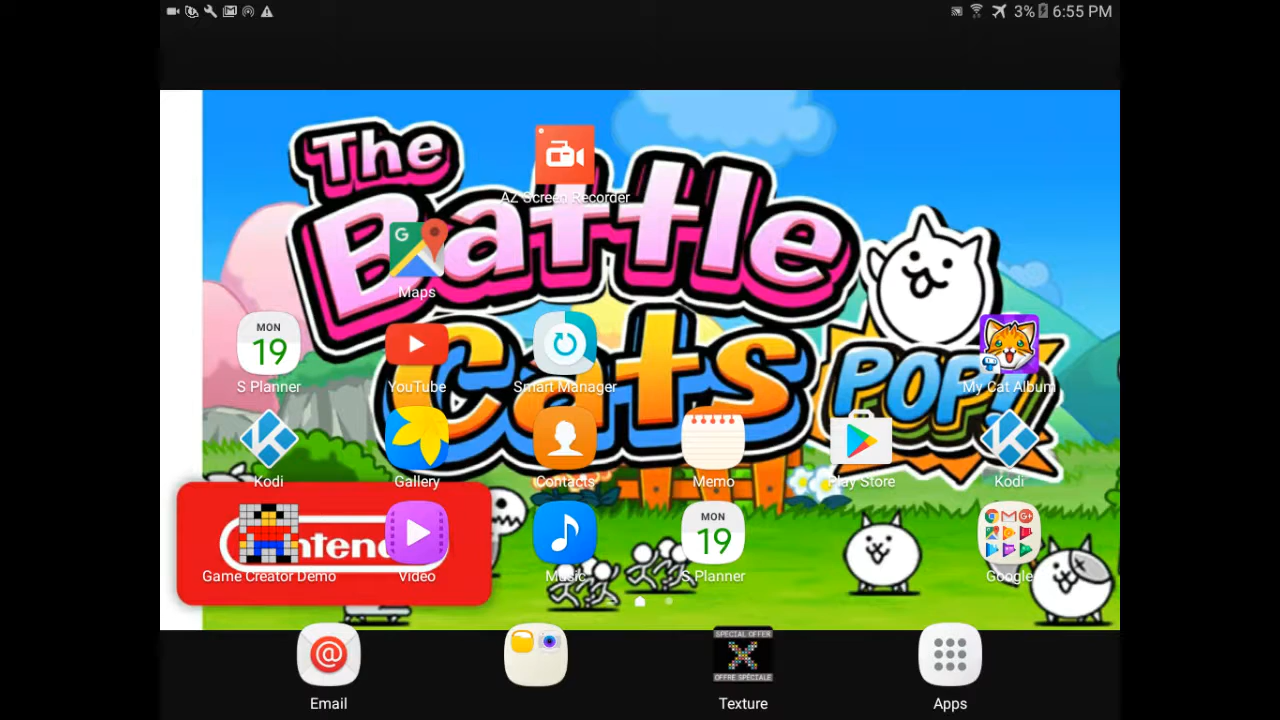 3% 6:55 PM
The
Battle
Cats
POP!
AZ Screen Recorder
G
Maps
MON
19
S Planner
YouTube
Smart Manager
My Cat Album
Kodi
Gallery
Contacts
Memo
Play Store
Kodi
ntend
Game Creator Demo
Video
Music
MON
19
S Planner
Google
@
Email
SPECIAL OFFER
X
OFFRE SPÉCIALE
Texture
Apps